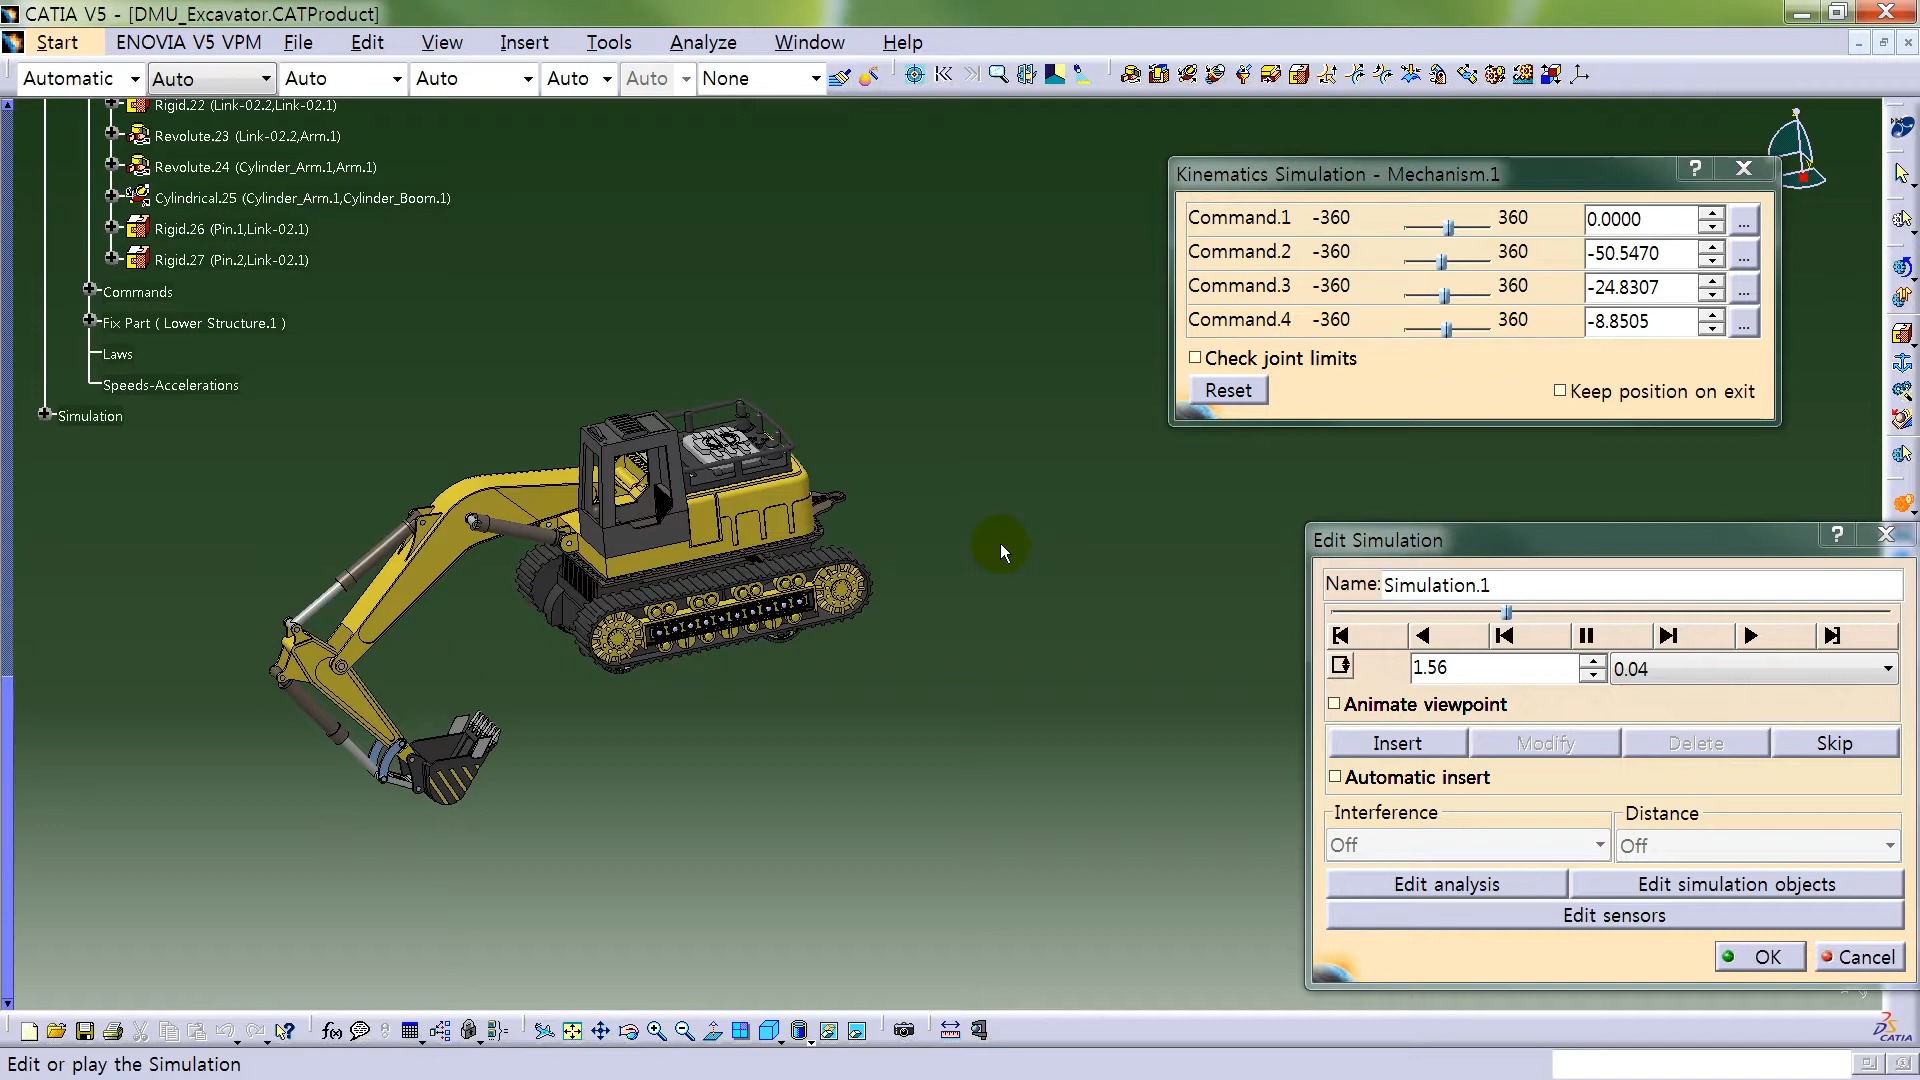 CATIA V5 - [DMU_Excavator.CATProduct]
Start ENOVIA V5 VPM File Edit View Insert Tools Analyze Window Help
Automatic Auto Auto Auto Auto Auto None
Rigid.22 (Link-02.2,Link-02.1)
Revolute.23 (Link-02.2,Arm.1)
Revolute.24 (Cylinder_Arm.1,Arm.1)
Cylindrical.25 (Cylinder_Arm.1,Cylinder_Boom.1)
Rigid.26 (Pin.1,Link-02.1)
Rigid.27 (Pin.2,Link-02.1)
Commands
Fix Part ( Lower Structure.1 )
Laws
Speeds-Accelerations
Simulation
Kinematics Simulation - Mechanism.1
Command.1 -360 360 0.0000 ...
Command.2 -360 360 -50.5470 ...
Command.3 -360 360 -24.8307 ...
Command.4 -360 360 -8.8505 ...
Check joint limits
Reset Keep position on exit
Edit Simulation
Name: Simulation.1
1.56 0.04
Animate viewpoint
Insert Modify Delete Skip
Automatic insert
Interference Distance
Off Off
Edit analysis Edit simulation objects
Edit sensors
OK Cancel
f(x)
CATIA
Edit or play the Simulation